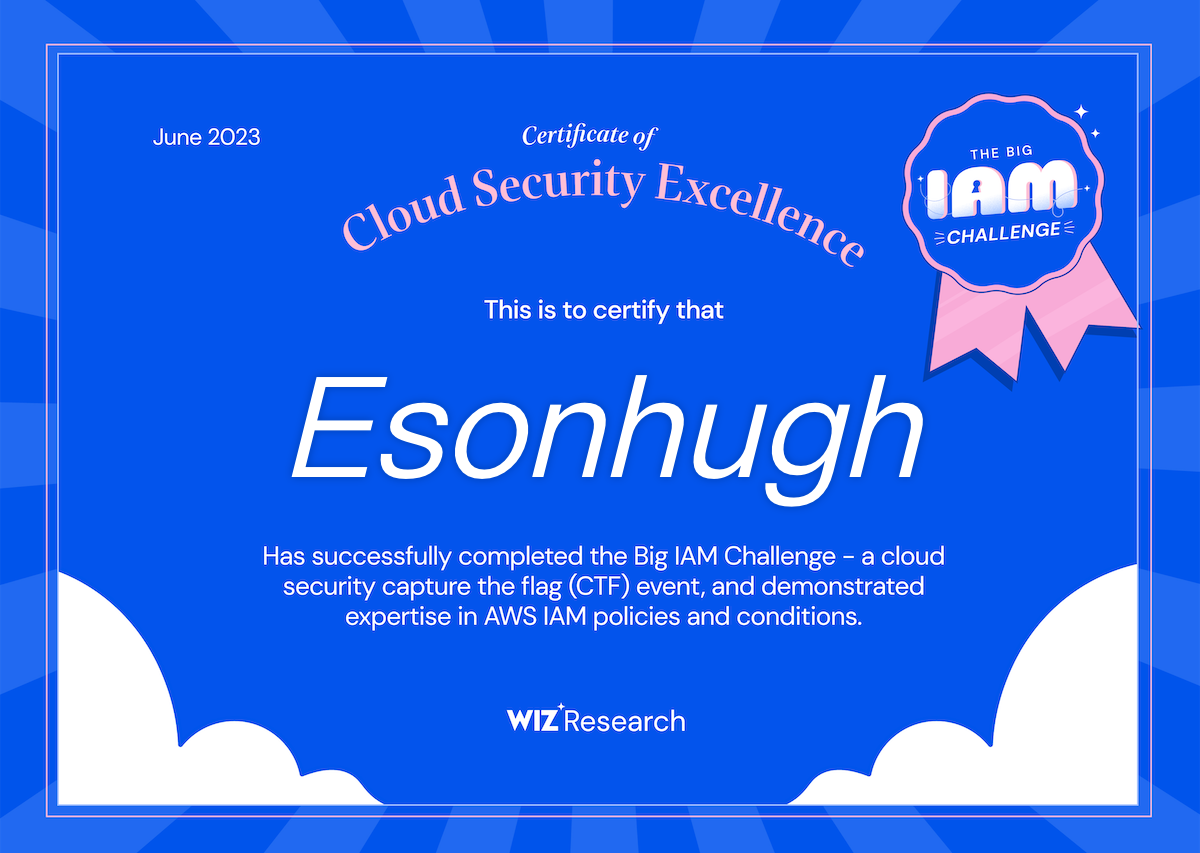 June 2023
Certificate of
Cloud Security Excellence
THE BIG
IAM
CHALLENGE
This is to certify that
Esonhugh
Has successfully completed the Big IAM Challenge - a cloud
security capture the flag (CTF) event, and demonstrated
expertise in AWS IAM policies and conditions.
WIZ Research